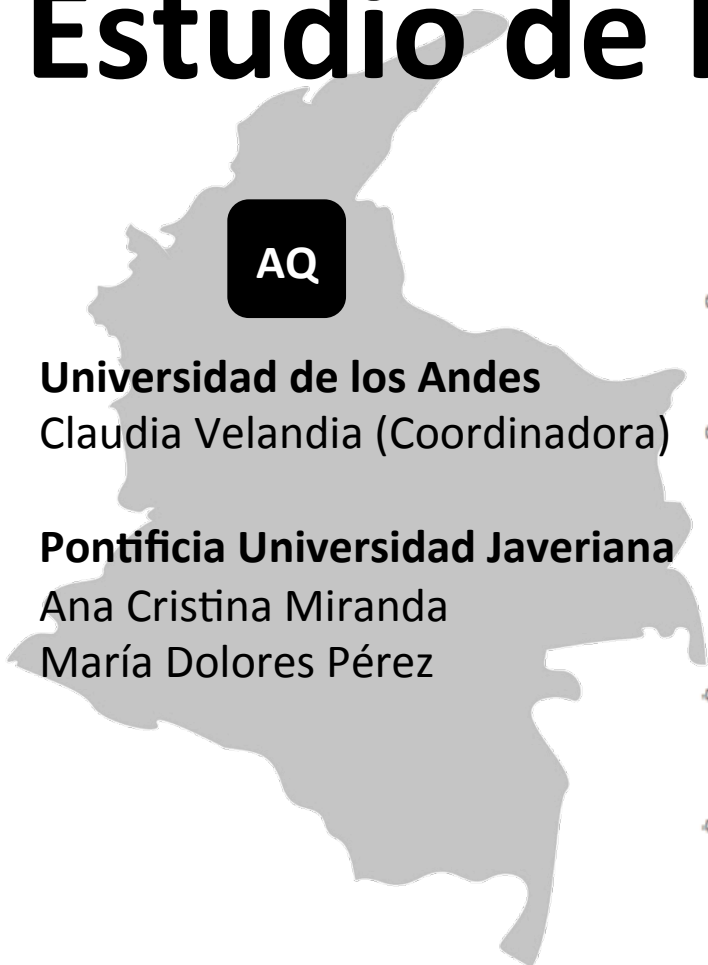 Estudio de
AQ
Universidad de los Andes
Claudia Velandia (Coordinadora)
Pontificia Universidad Javeriana
Ana Cristina Miranda
María Dolores Pérez